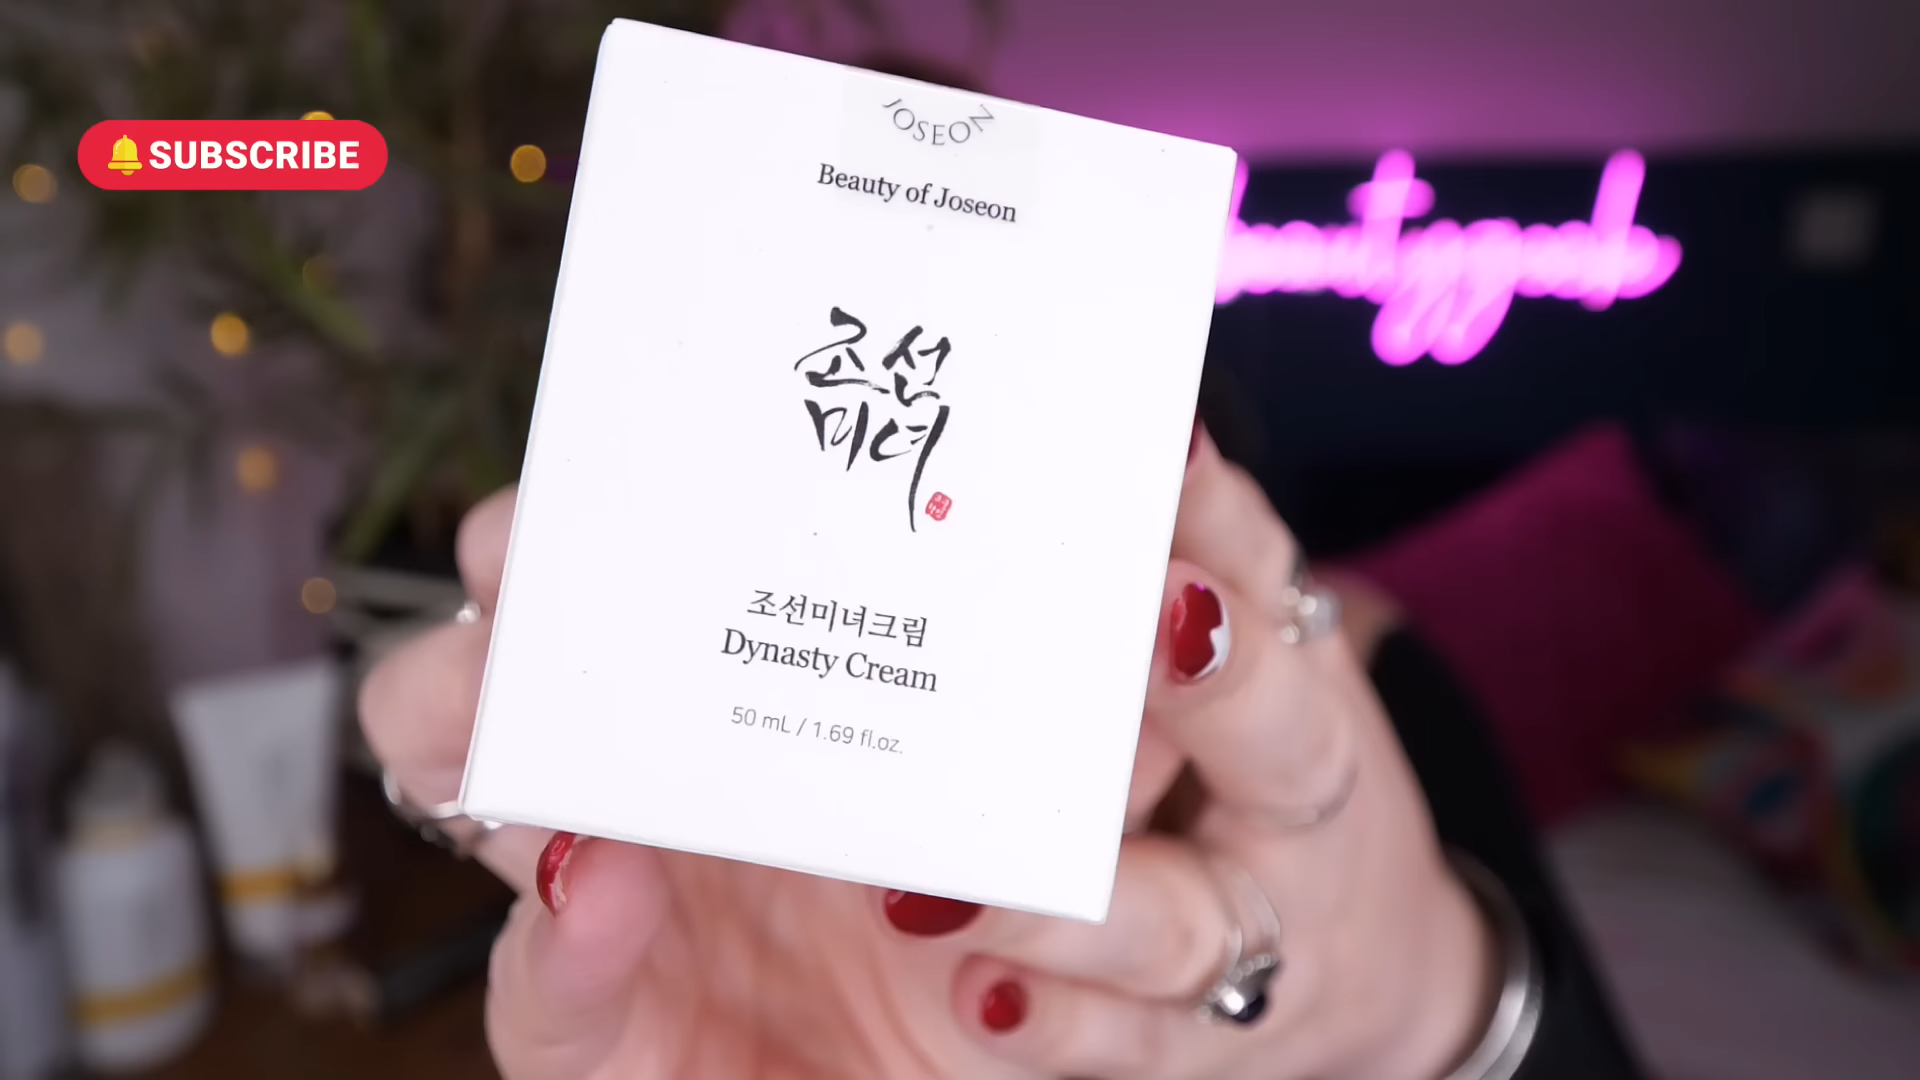 SUBSCRIBE
JOSEON
Beauty of Joseon
조선
미녀
조선미녀크림
Dynasty Cream
50 mL / 1.69 fl.oz.